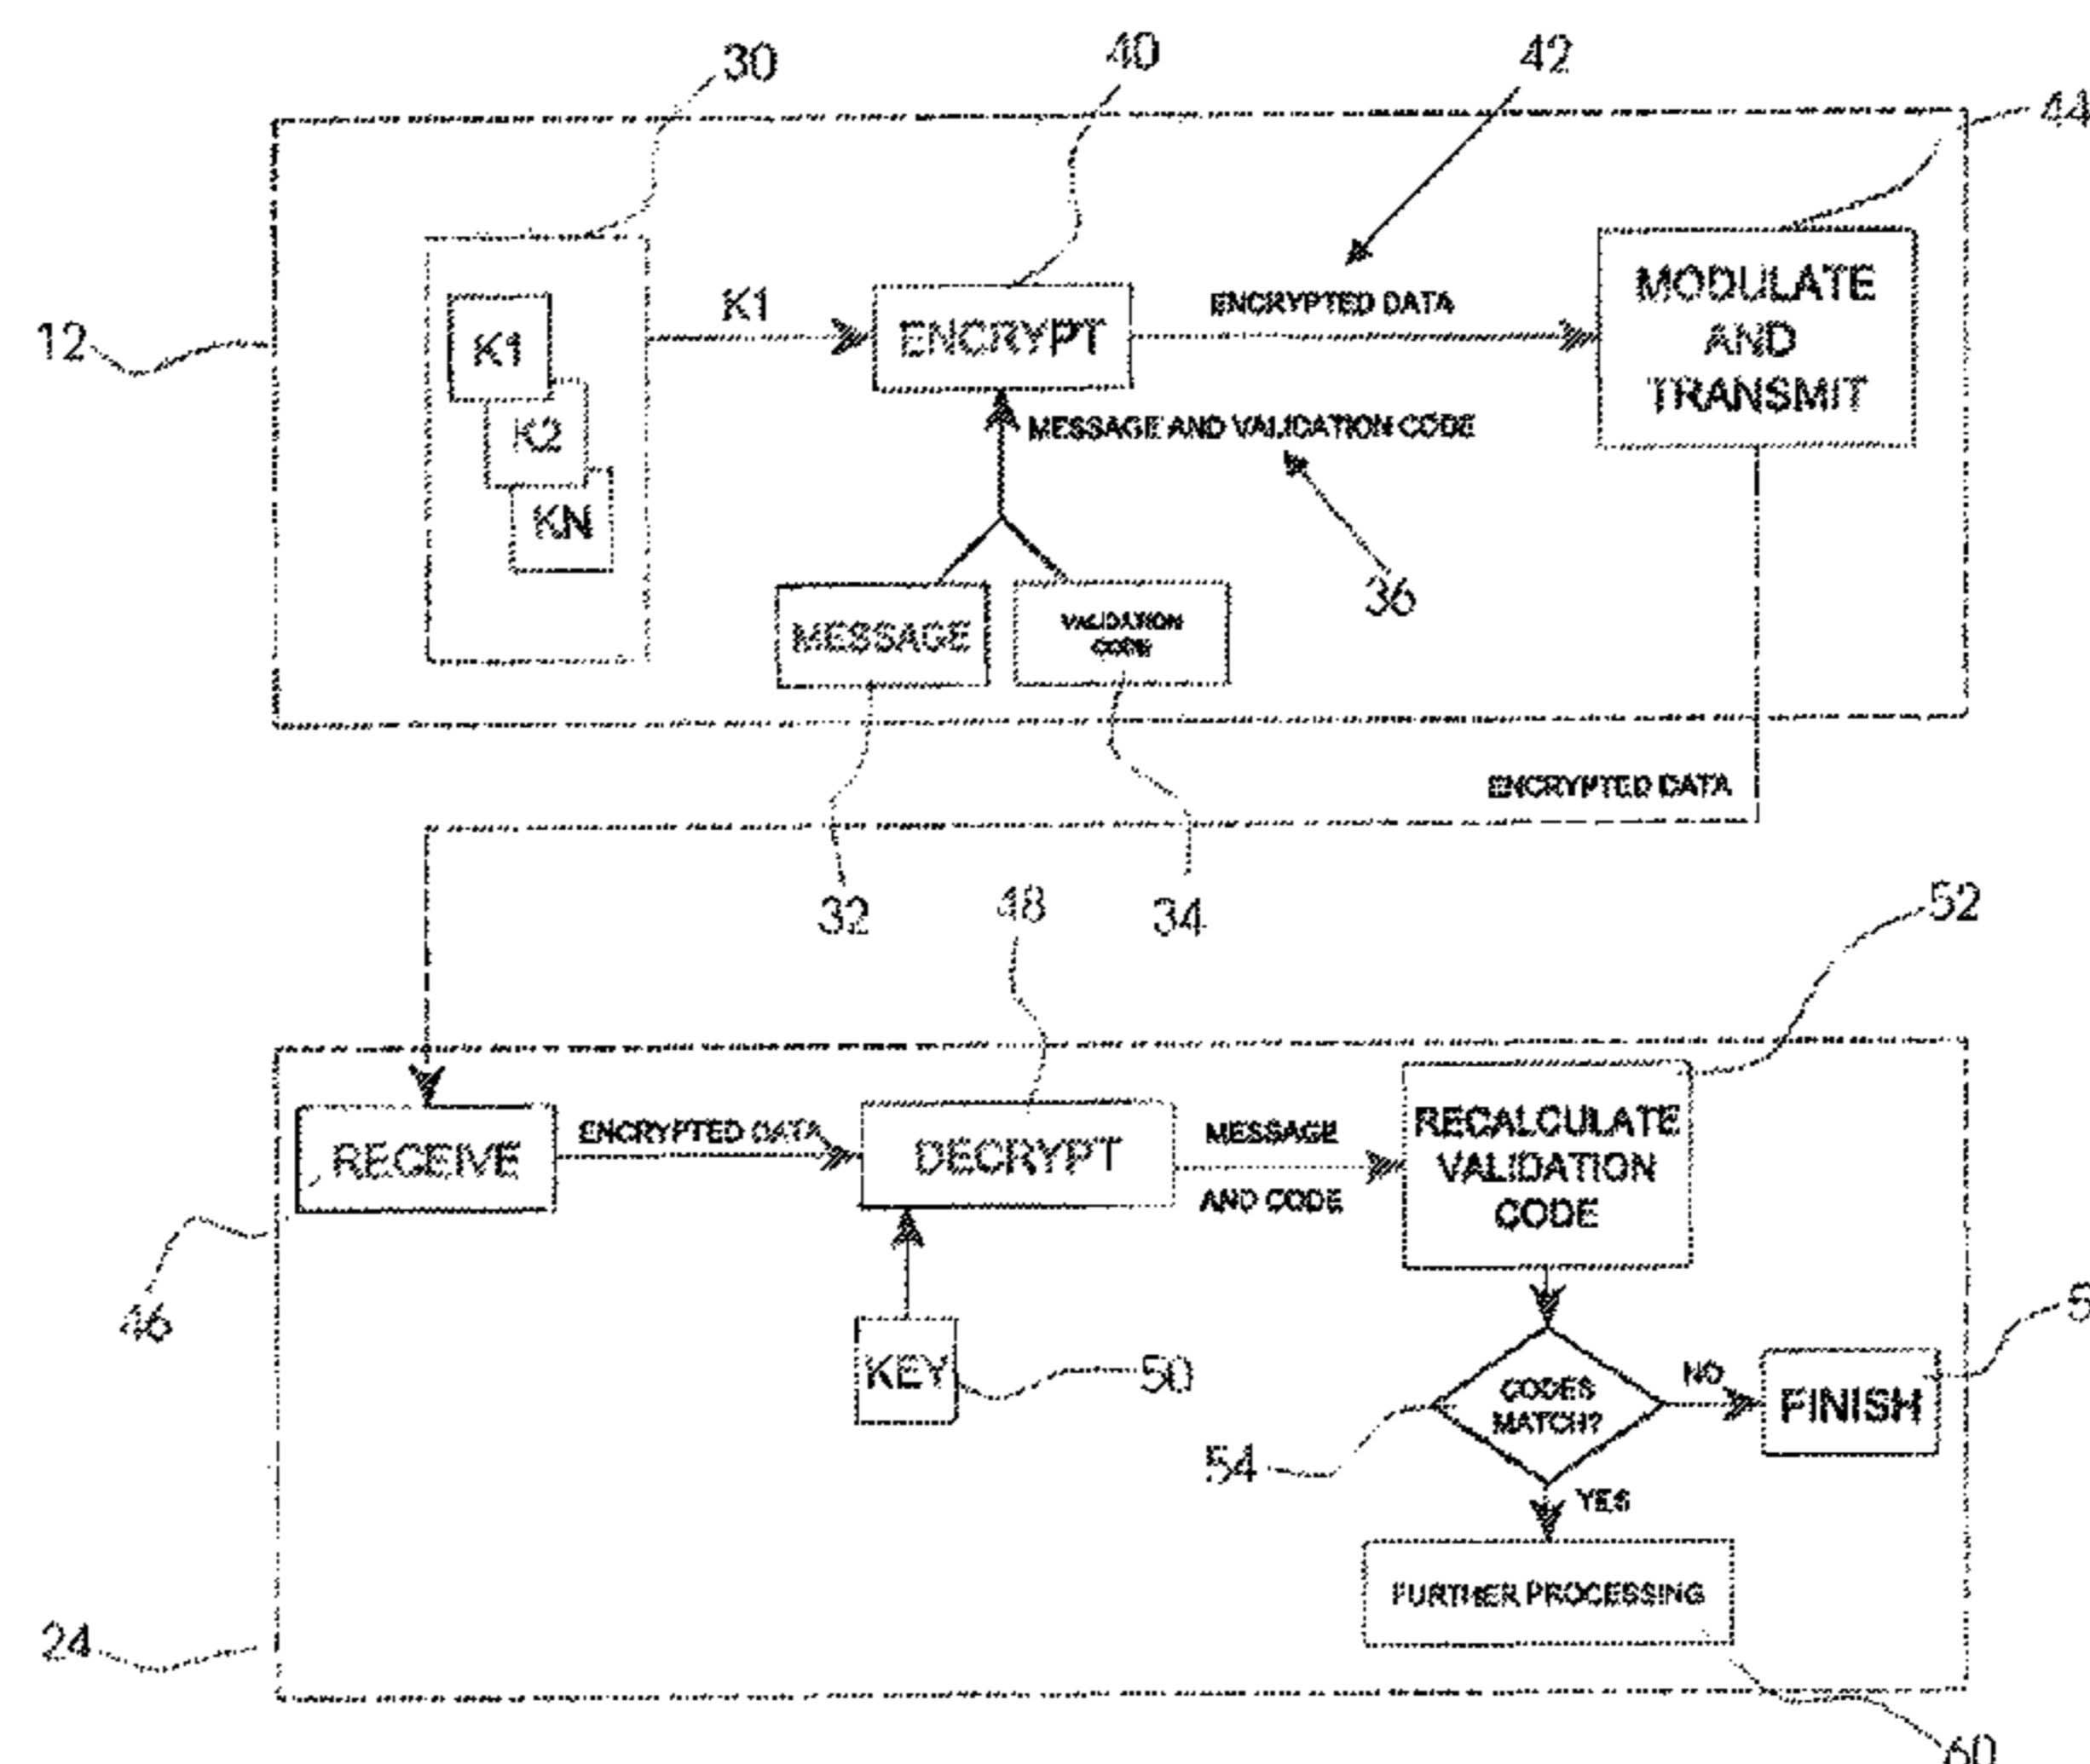 30
40
42
44
12
K1
K2
KN
K1
ENCRYPT
ENCRYPTED DATA
MODULATE
AND
TRANSMIT
MESSAGE AND VALIDATION CODE
36
MESSAGE
VALIDATION
CODE
ENCRYPTED DATA
32
34
48
52
RECEIVE
ENCRYPTED DATA
DECRYPT
MESSAGE
AND CODE
RECALCULATE
VALIDATION
CODE
46
KEY
50
CODES
MATCH?
NO
FINISH
5
54
YES
FURTHER PROCESSING
24
60